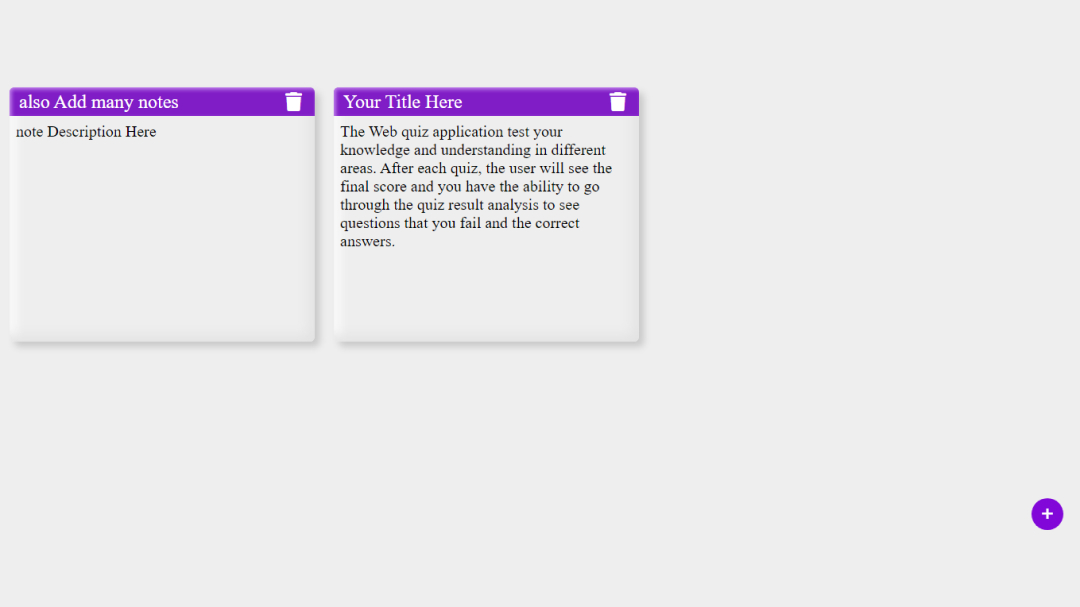 also Add many notes
note Description Here
Your Title Here
The Web quiz application test your
knowledge and understanding in different
areas. After each quiz, the user will see the
final score and you have the ability to go
through the quiz result analysis to see
questions that you fail and the correct
answers.
+